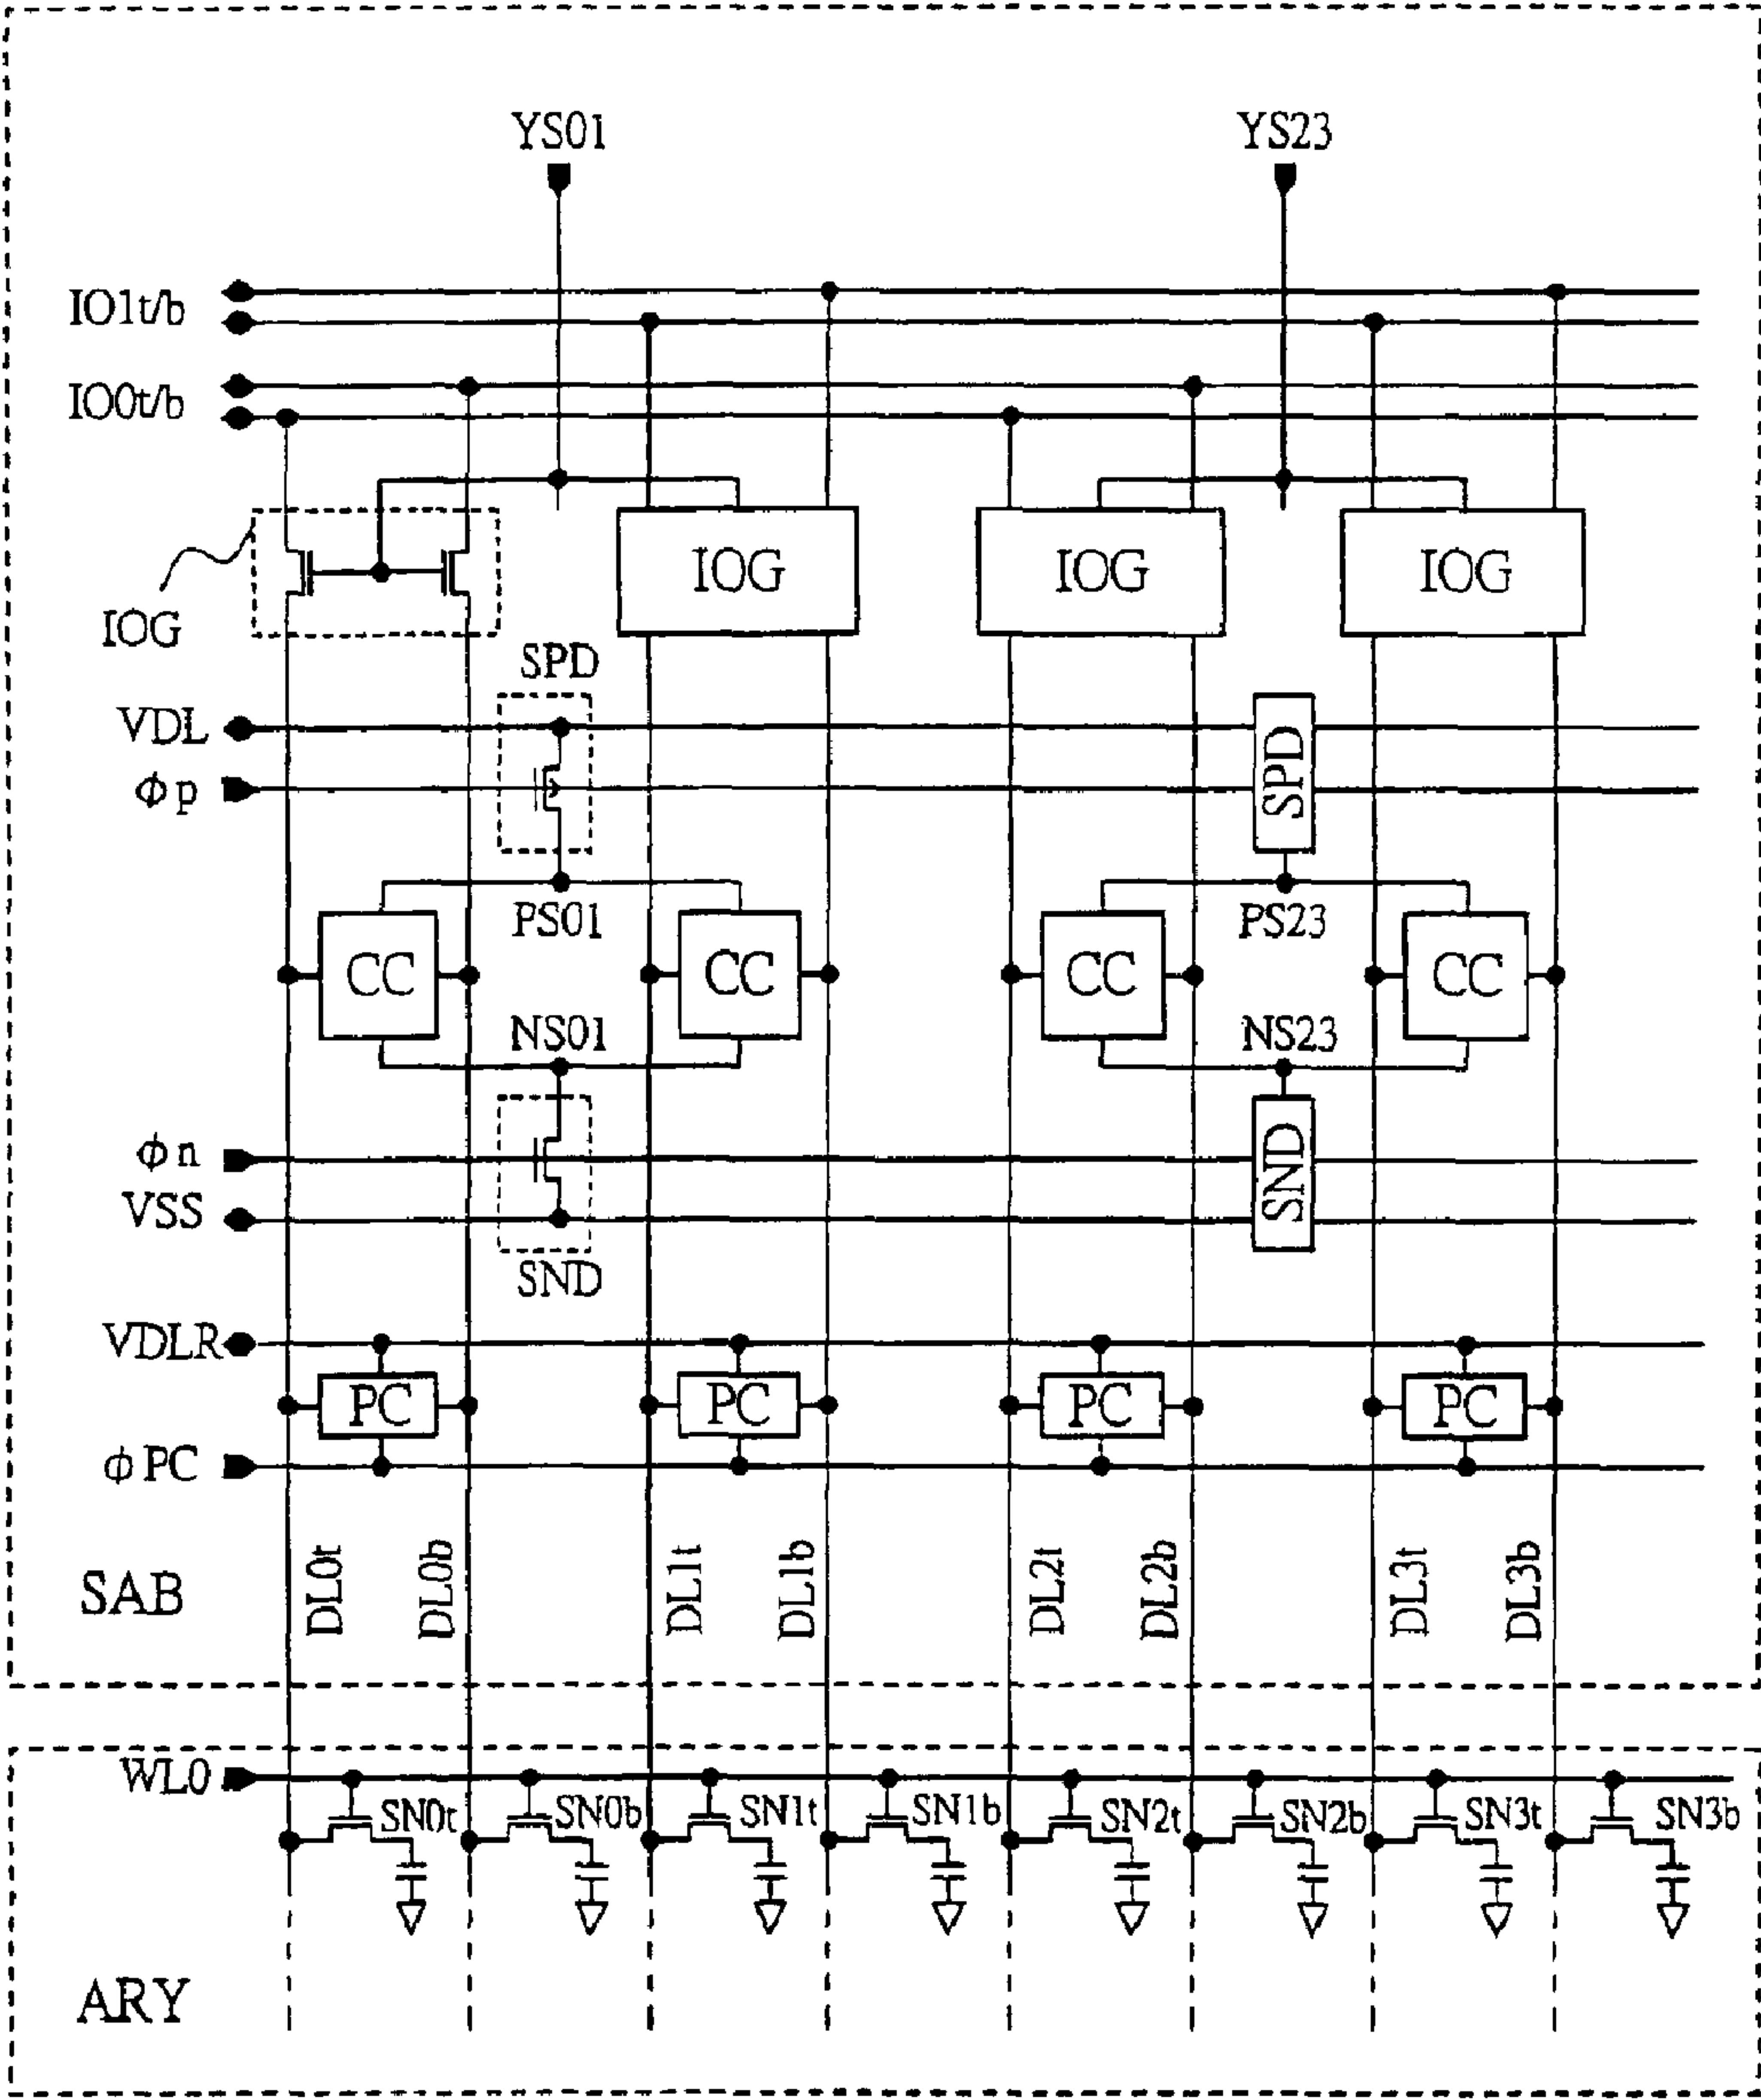 YS01 YS23
IO1t/b
IO0t/b
IOG IOG IOG
IOG
SPD
VDL
SPD
ϕp
PS01 PS23
CC CC CC CC
NS01 NS23
ϕn
SND
VSS
SND
VDLR
PC PC PC PC
ϕPC
DL0t DL0b DL1t DL1b DL2t DL2b DL3t DL3b
SAB
WL0
SN0t SN0b SN1t SN1b SN2t SN2b SN3t SN3b
ARY